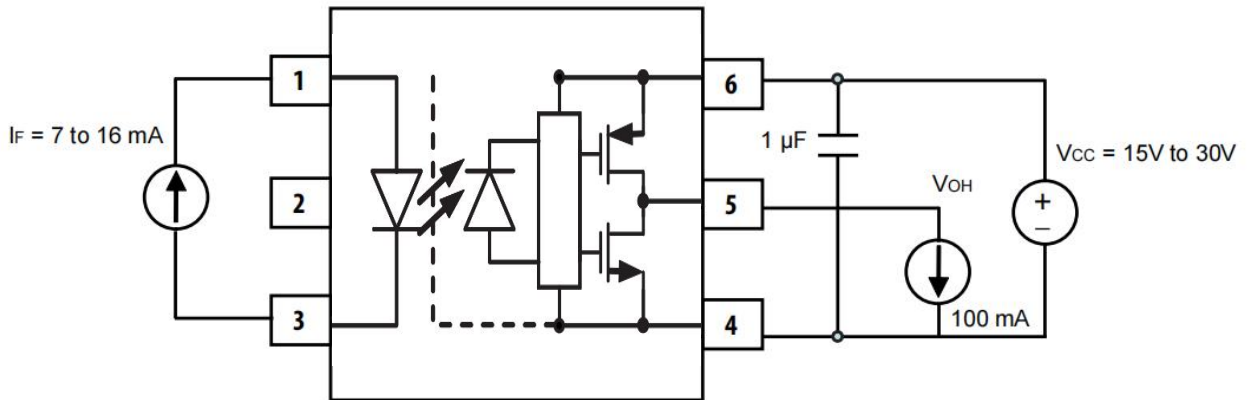 1
6
IF = 7 to 16 mA
1 µF
VCC = 15V to 30V
2
5
VOH
+
−
3
4
100 mA